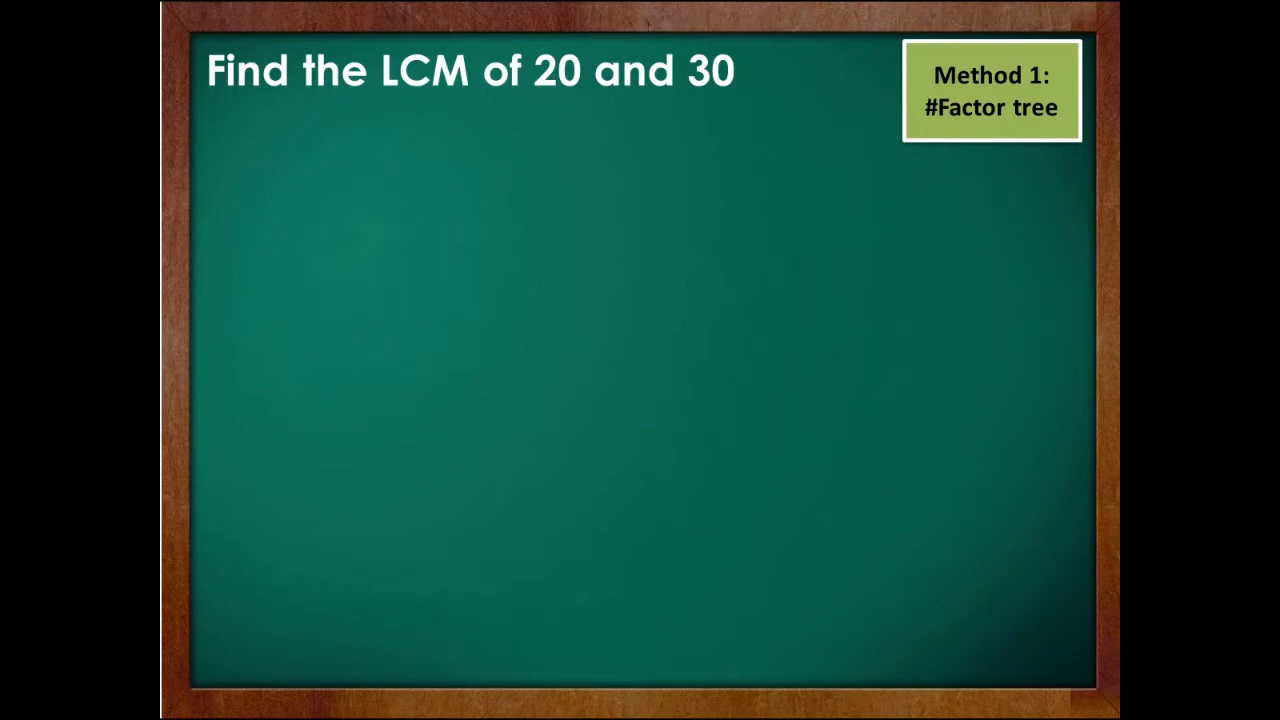 Find the LCM of 20 and 30
Method 1:
#Factor tree